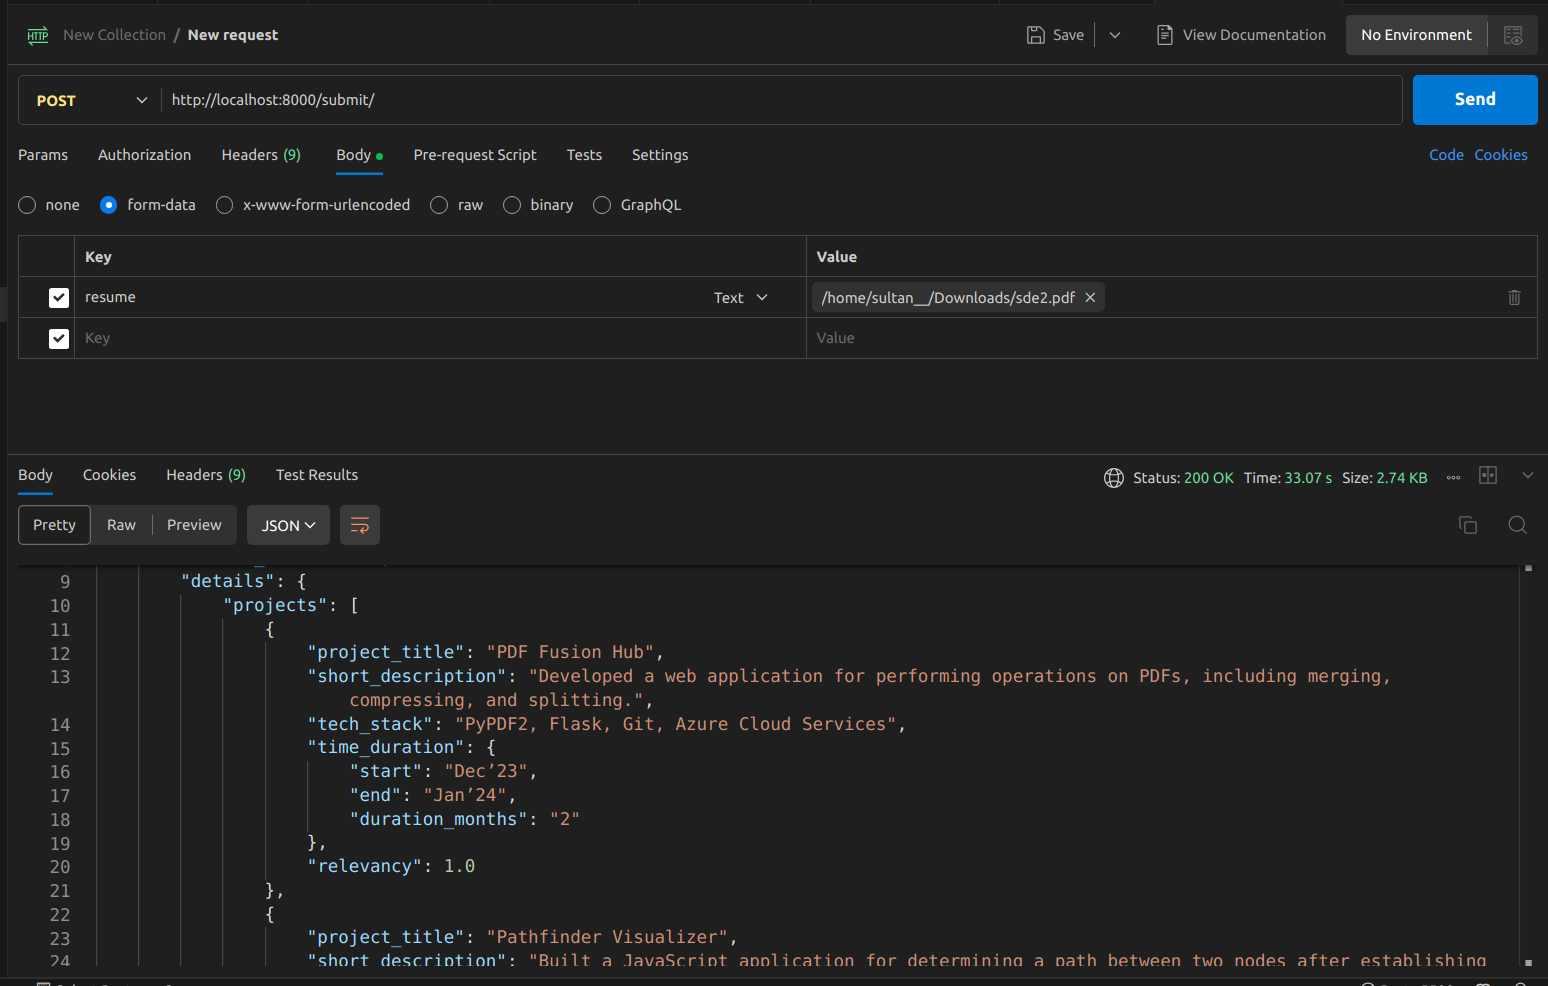 HTTP New Collection / New request Save View Documentation No Environment
POST http://localhost:8000/submit/ Send
Params Authorization Headers (9) Body Pre-request Script Tests Settings Code Cookies
none form-data x-www-form-urlencoded raw binary GraphQL
Key Value
resume Text /home/sultan__/Downloads/sde2.pdf
Key Value
Body Cookies Headers (9) Test Results Status: 200 OK Time: 33.07 s Size: 2.74 KB
Pretty Raw Preview JSON
9 "details": {
10 "projects": [
11 {
12 "project_title": "PDF Fusion Hub",
13 "short_description": "Developed a web application for performing operations on PDFs, including merging,
compressing, and splitting.",
14 "tech_stack": "PyPDF2, Flask, Git, Azure Cloud Services",
15 "time_duration": {
16 "start": "Dec’23",
17 "end": "Jan’24",
18 "duration_months": "2"
19 },
20 "relevancy": 1.0
21 },
22 {
23 "project_title": "Pathfinder Visualizer",
24 "short_description": "Built a JavaScript application for determining a path between two nodes after establishing